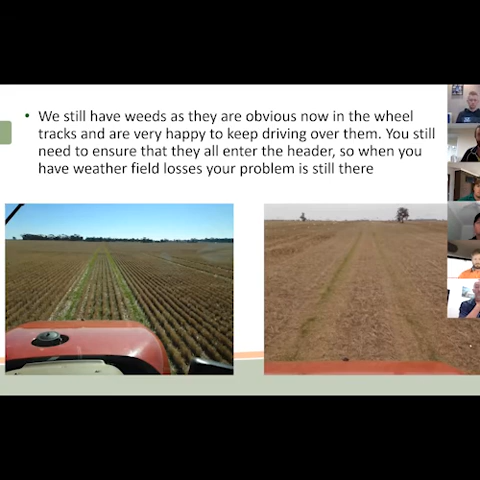 • We still have weeds as they are obvious now in the wheel
tracks and are very happy to keep driving over them. You still
need to ensure that they all enter the header, so when you
have weather field losses your problem is still there